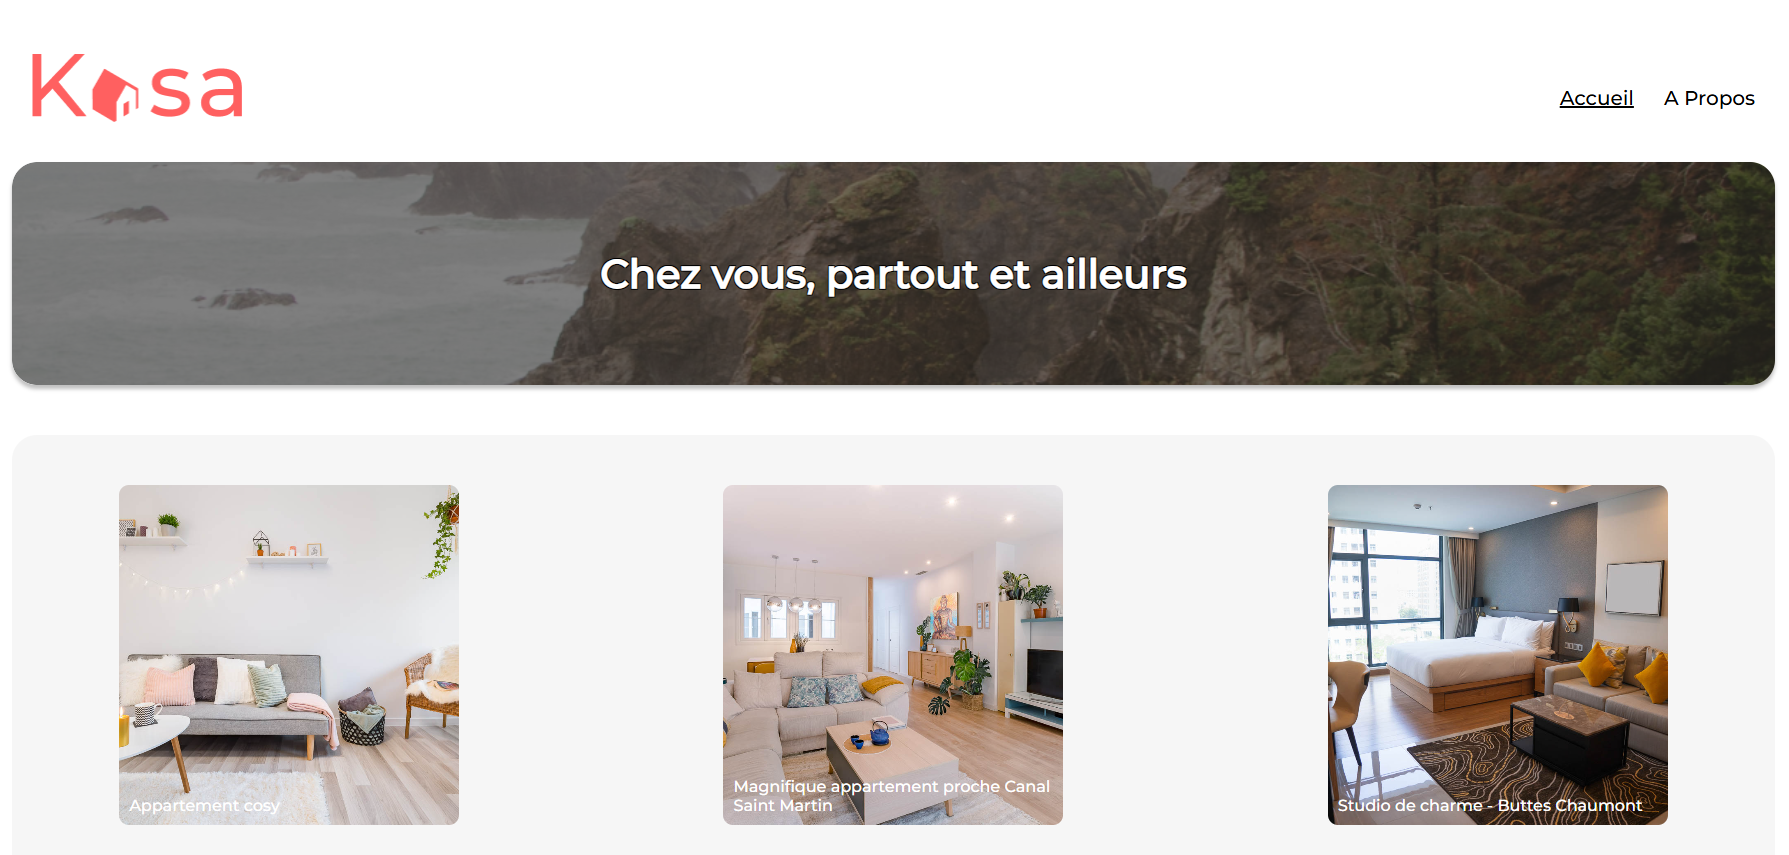 Kasa
Accueil
A Propos
Chez vous, partout et ailleurs
Appartement cosy
Magnifique appartement proche Canal
Saint Martin
Studio de charme - Buttes Chaumont